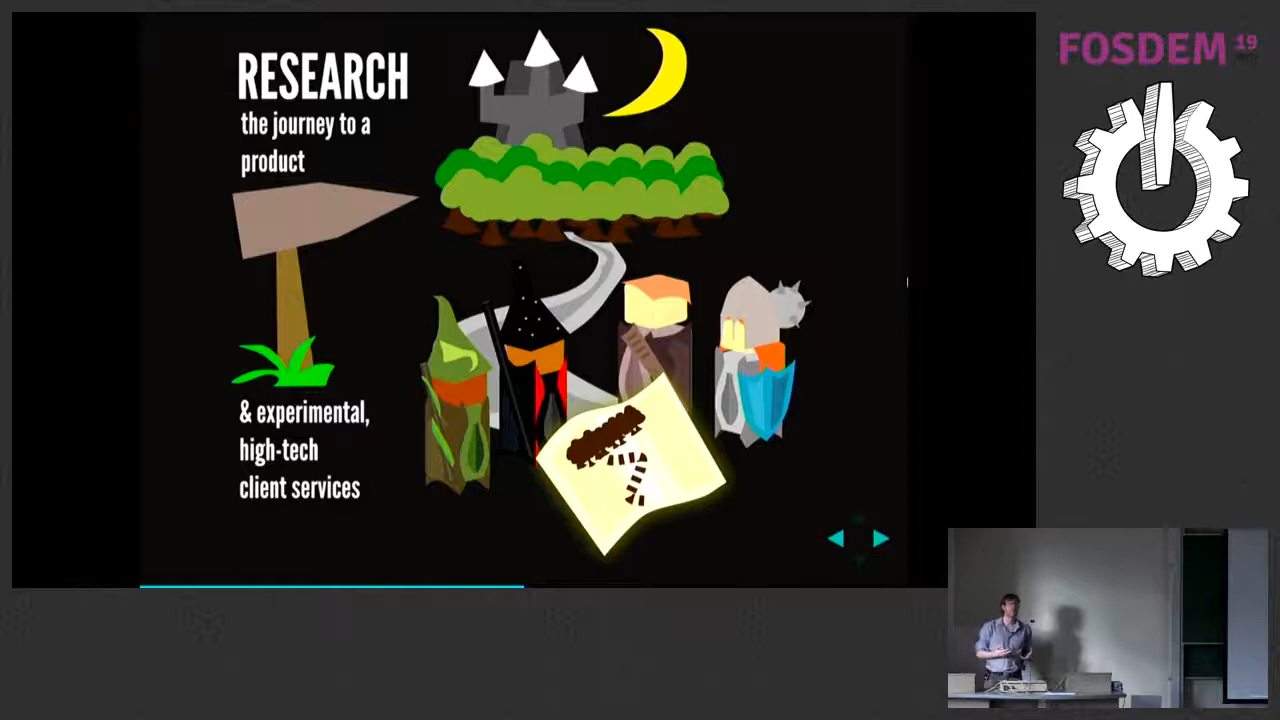 RESEARCH
the journey to a
product
& experimental,
high-tech
client services
FOSDEM 19